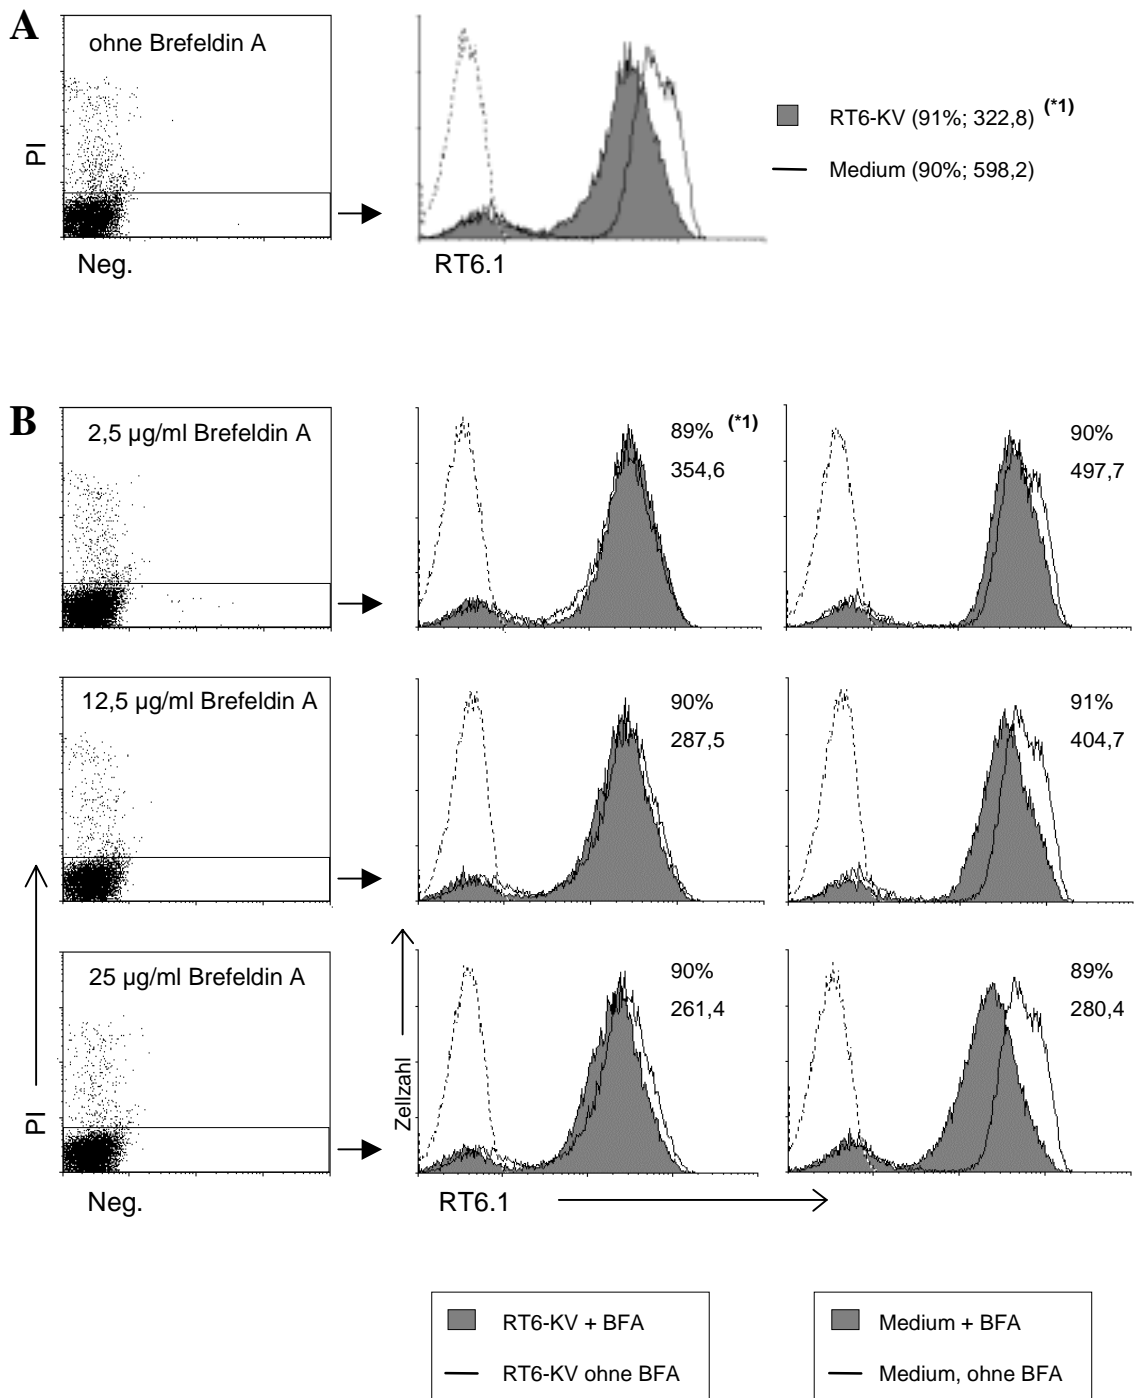 A
ohne Brefeldin A
PI
Neg.
RT6.1
RT6-KV (91%; 322,8) (*1)
Medium (90%; 598,2)
B
2,5 µg/ml Brefeldin A
89% (*1)
354,6
90%
497,7
12,5 µg/ml Brefeldin A
90%
287,5
91%
404,7
25 µg/ml Brefeldin A
90%
261,4
89%
280,4
PI
Zellzahl
Neg.
RT6.1
RT6-KV + BFA
RT6-KV ohne BFA
Medium + BFA
Medium, ohne BFA